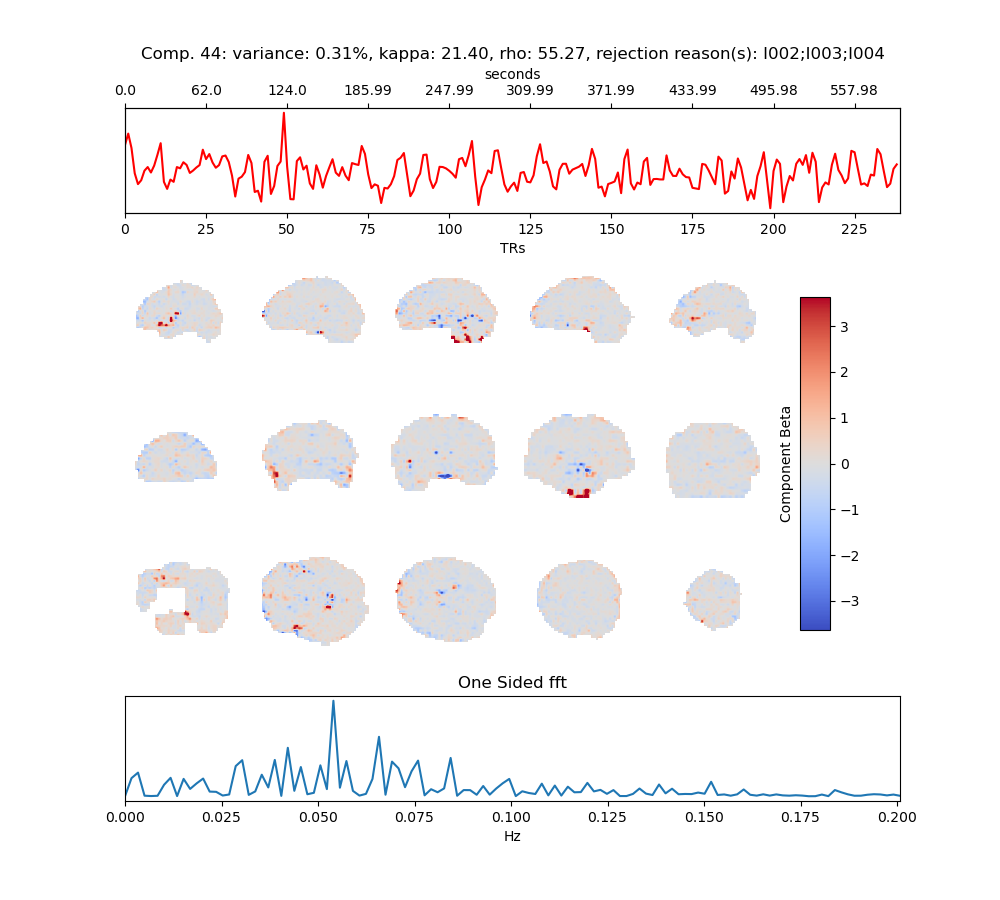 Comp. 44: variance: 0.31%, kappa: 21.40, rho: 55.27, rejection reason(s): I002;I003;I004
seconds
0.0 62.0 124.0 185.99 247.99 309.99 371.99 433.99 495.98 557.98
0 25 50 75 100 125 150 175 200 225
TRs
3
2
1
0
−1
−2
−3
Component Beta
One Sided fft
0.000 0.025 0.050 0.075 0.100 0.125 0.150 0.175 0.200
Hz